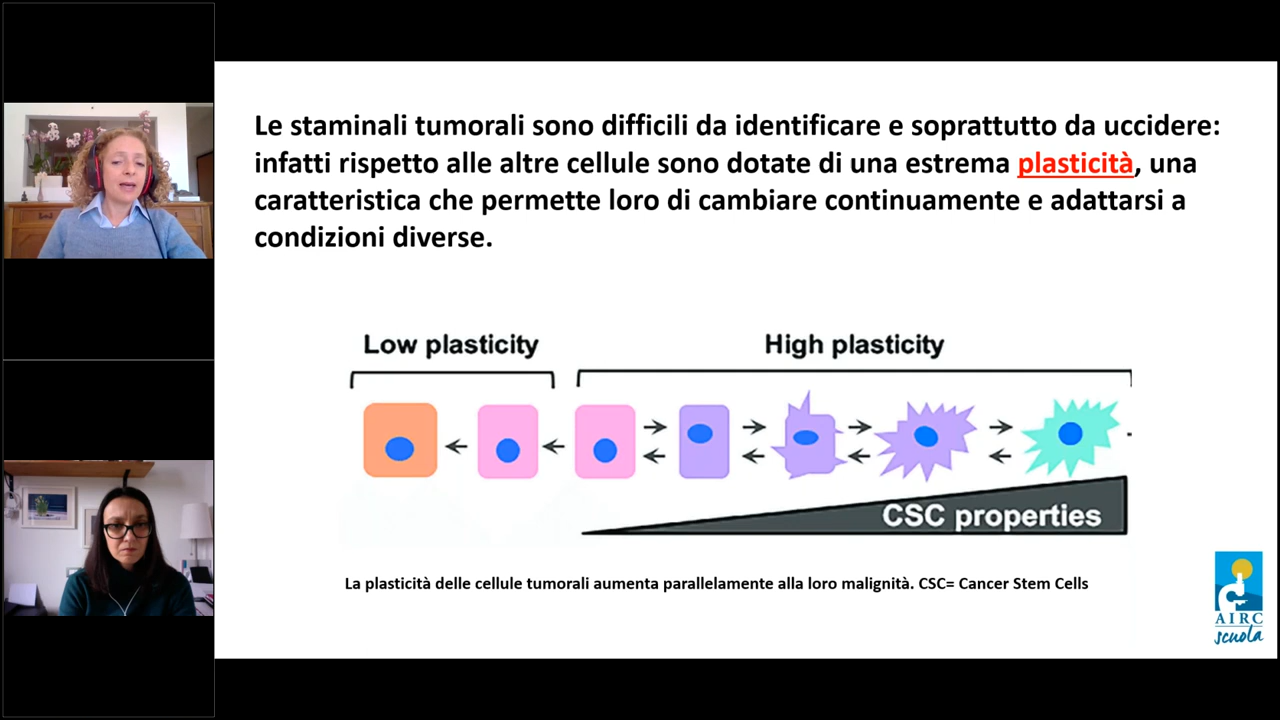 Le staminali tumorali sono difficili da identificare e soprattutto da uccidere:
infatti rispetto alle altre cellule sono dotate di una estrema plasticità, una
caratteristica che permette loro di cambiare continuamente e adattarsi a
condizioni diverse.
Low plasticity
High plasticity
CSC properties
La plasticità delle cellule tumorali aumenta parallelamente alla loro malignità. CSC= Cancer Stem Cells
AIRC
scuola